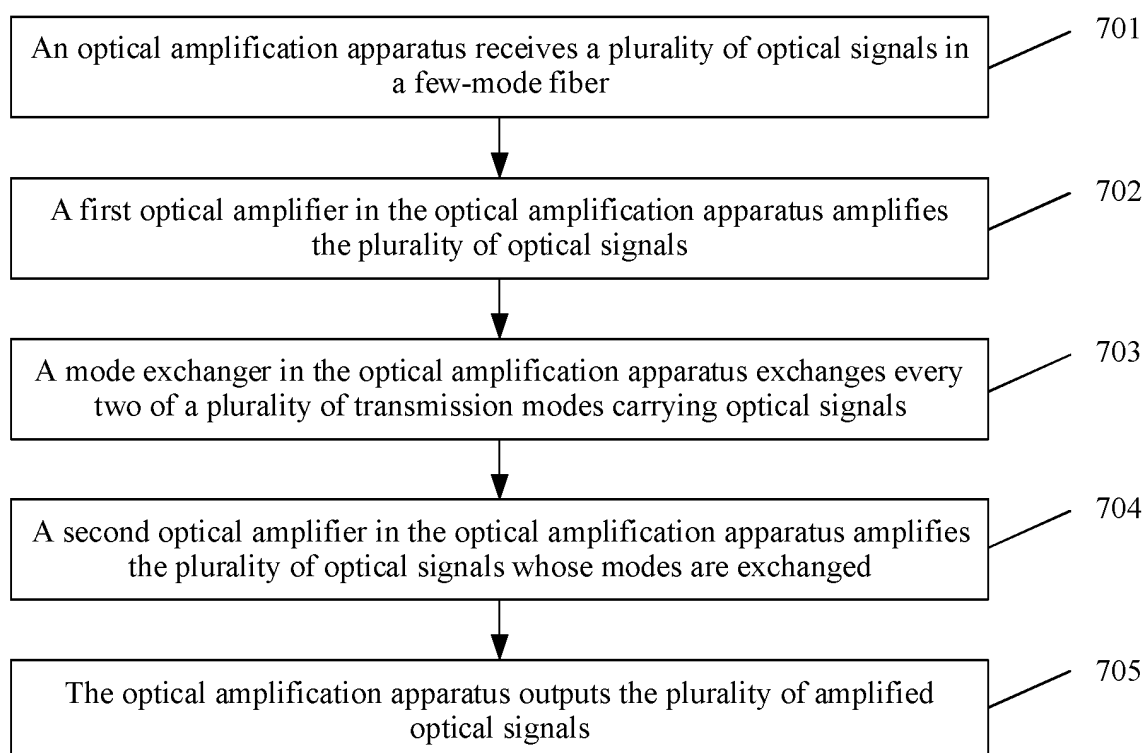 An optical amplification apparatus receives a plurality of optical signals in
a few-mode fiber
701
A first optical amplifier in the optical amplification apparatus amplifies
the plurality of optical signals
702
A mode exchanger in the optical amplification apparatus exchanges every
two of a plurality of transmission modes carrying optical signals
703
A second optical amplifier in the optical amplification apparatus amplifies
the plurality of optical signals whose modes are exchanged
704
The optical amplification apparatus outputs the plurality of amplified
optical signals
705